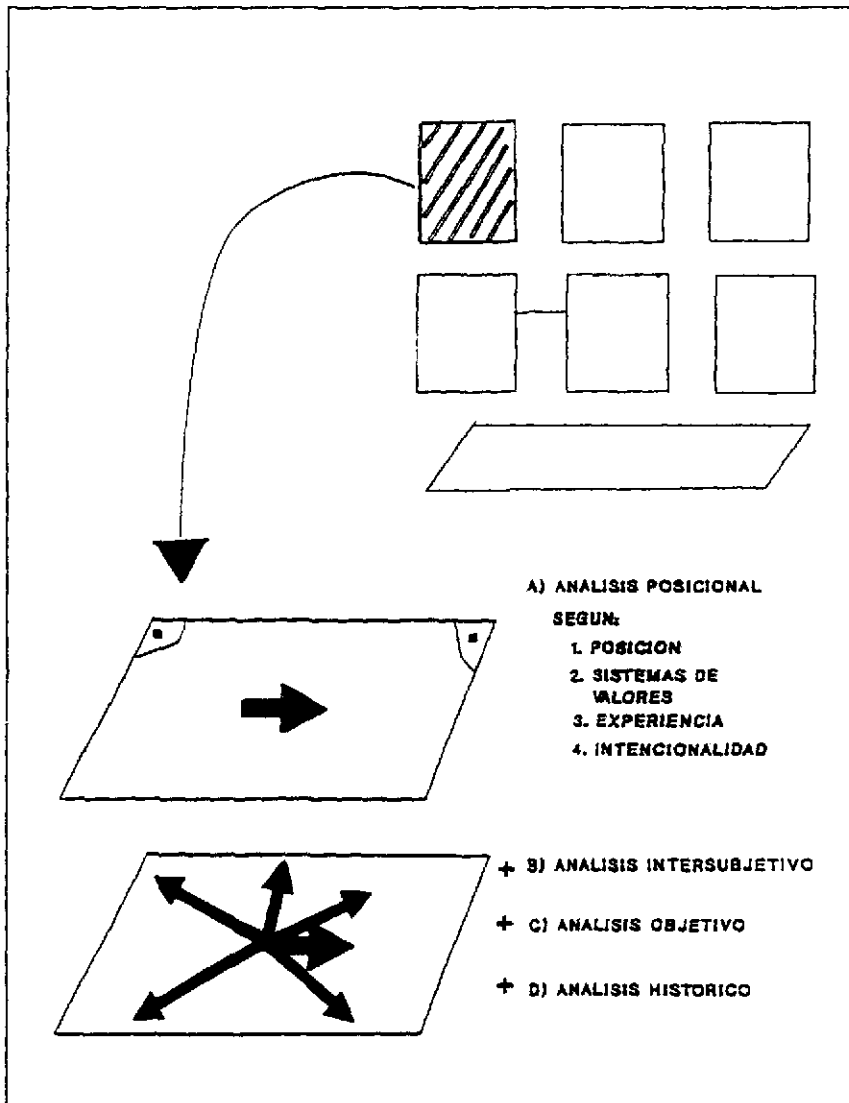 A) ANALISIS POSICIONAL
SEGUN:
1. POSICION
2. SISTEMAS DE
VALORES
3. EXPERIENCIA
4. INTENCIONALIDAD
+ B) ANALISIS INTERSUBJETIVO
+ C) ANALISIS OBJETIVO
+ D) ANALISIS HISTORICO